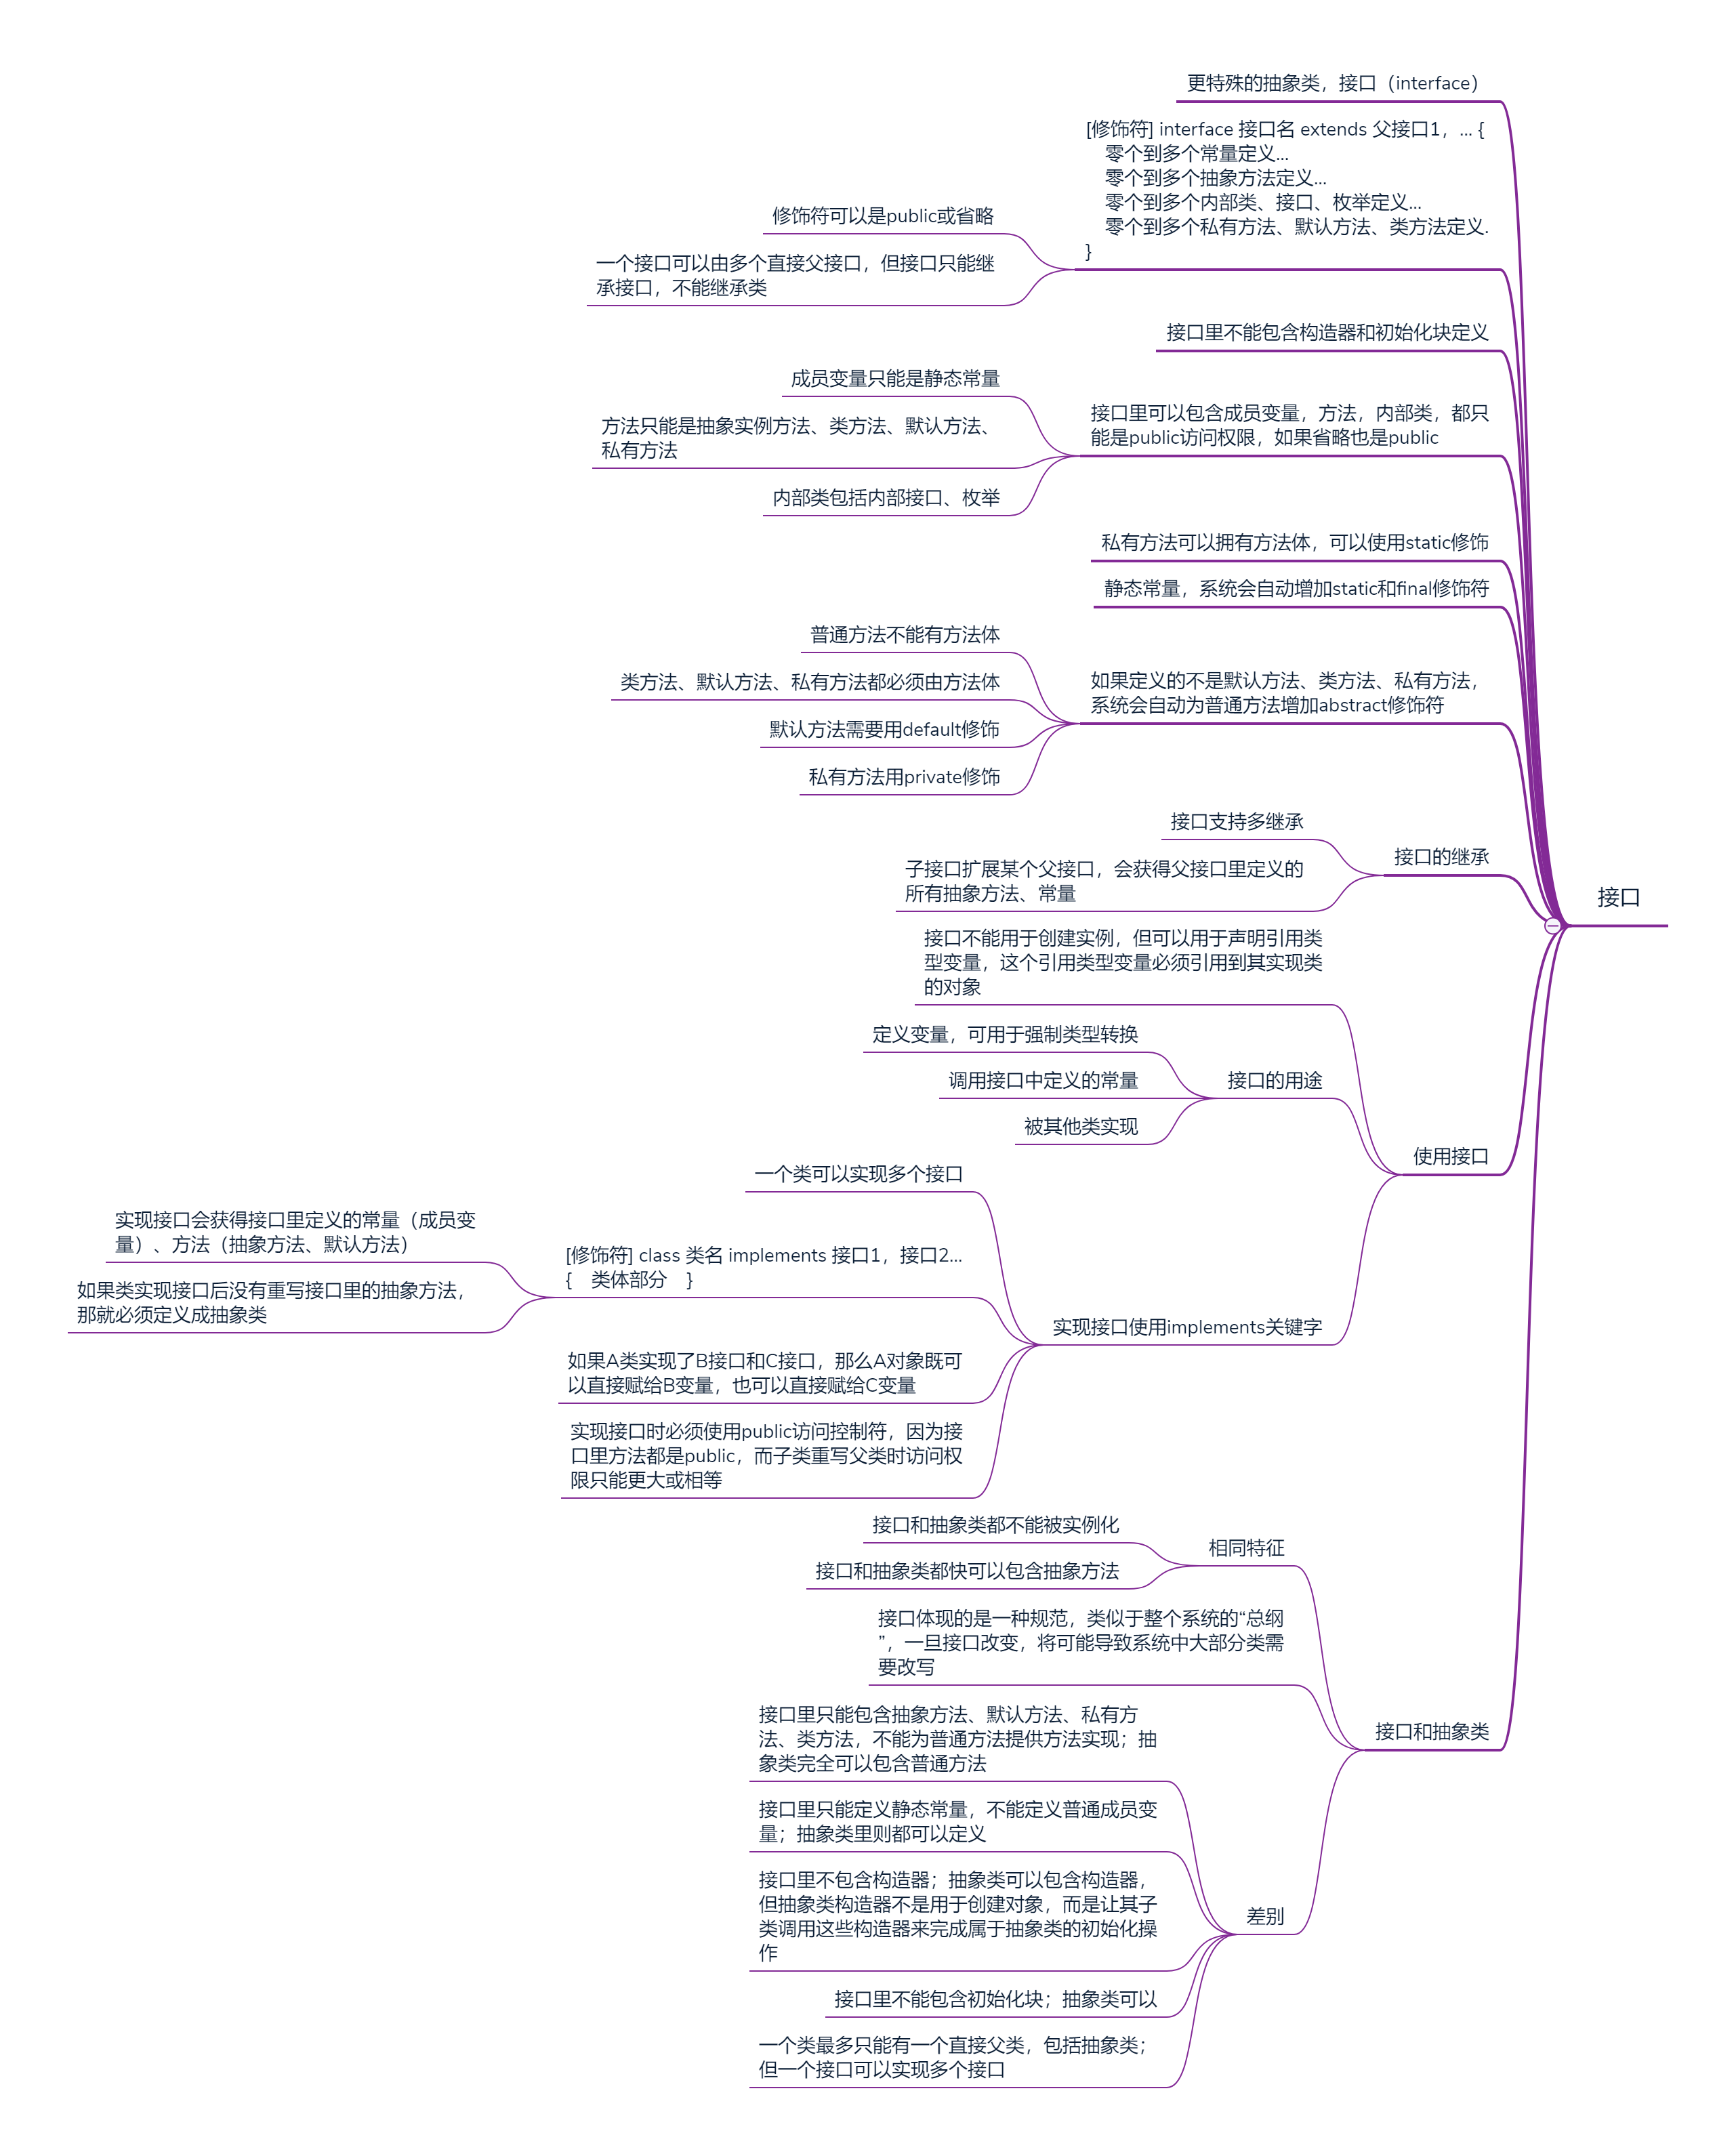 更特殊的抽象类，接口（interface）
[修饰符] interface 接口名 extends 父接口1，... {
零个到多个常量定义...
零个到多个抽象方法定义...
零个到多个内部类、接口、枚举定义...
零个到多个私有方法、默认方法、类方法定义.
}
修饰符可以是public或省略
一个接口可以由多个直接父接口，但接口只能继
承接口，不能继承类
接口里不能包含构造器和初始化块定义
接口里可以包含成员变量，方法，内部类，都只
能是public访问权限，如果省略也是public
成员变量只能是静态常量
方法只能是抽象实例方法、类方法、默认方法、
私有方法
内部类包括内部接口、枚举
私有方法可以拥有方法体，可以使用static修饰
静态常量，系统会自动增加static和final修饰符
如果定义的不是默认方法、类方法、私有方法，
系统会自动为普通方法增加abstract修饰符
普通方法不能有方法体
类方法、默认方法、私有方法都必须由方法体
默认方法需要用default修饰
私有方法用private修饰
接口的继承
接口支持多继承
子接口扩展某个父接口，会获得父接口里定义的
所有抽象方法、常量
接口
使用接口
接口不能用于创建实例，但可以用于声明引用类
型变量，这个引用类型变量必须引用到其实现类
的对象
接口的用途
定义变量，可用于强制类型转换
调用接口中定义的常量
被其他类实现
实现接口使用implements关键字
一个类可以实现多个接口
[修饰符] class 类名 implements 接口1，接口2...
{ 类体部分 }
实现接口会获得接口里定义的常量（成员变
量）、方法（抽象方法、默认方法）
如果类实现接口后没有重写接口里的抽象方法，
那就必须定义成抽象类
如果A类实现了B接口和C接口，那么A对象既可
以直接赋给B变量，也可以直接赋给C变量
实现接口时必须使用public访问控制符，因为接
口里方法都是public，而子类重写父类时访问权
限只能更大或相等
接口和抽象类
相同特征
接口和抽象类都不能被实例化
接口和抽象类都快可以包含抽象方法
接口体现的是一种规范，类似于整个系统的“总纲
”，一旦接口改变，将可能导致系统中大部分类需
要改写
差别
接口里只能包含抽象方法、默认方法、私有方
法、类方法，不能为普通方法提供方法实现；抽
象类完全可以包含普通方法
接口里只能定义静态常量，不能定义普通成员变
量；抽象类里则都可以定义
接口里不包含构造器；抽象类可以包含构造器，
但抽象类构造器不是用于创建对象，而是让其子
类调用这些构造器来完成属于抽象类的初始化操
作
接口里不能包含初始化块；抽象类可以
一个类最多只能有一个直接父类，包括抽象类；
但一个接口可以实现多个接口